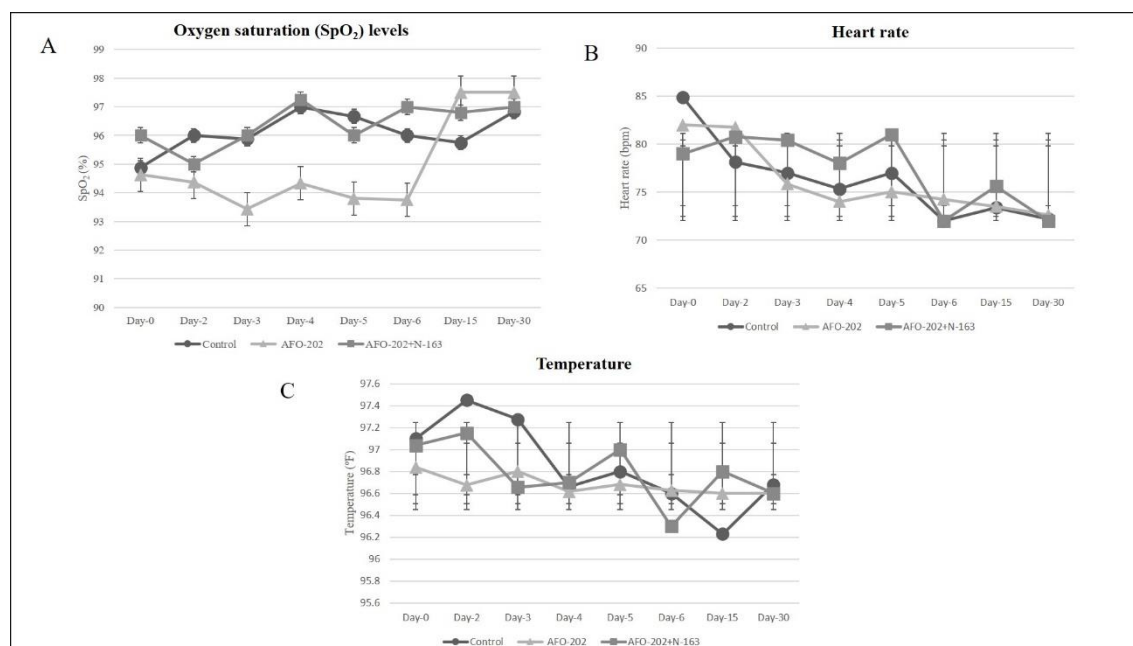 A
Oxygen saturation (SpO₂) levels
99
98
97
96
95
94
93
92
91
90
SpO₂ (%)
Day-0 Day-2 Day-3 Day-4 Day-5 Day-6 Day-15 Day-30
Control AFO-202 AFO-202+N-163
B
Heart rate
90
85
80
75
70
65
Heart rate (bpm)
Day-0 Day-2 Day-3 Day-4 Day-5 Day-6 Day-15 Day-30
Control AFO-202 AFO-202+N-163
C
Temperature
97.6
97.4
97.2
97
96.8
96.6
96.4
96.2
96
95.8
95.6
Temperature (°F)
Day-0 Day-2 Day-3 Day-4 Day-5 Day-6 Day-15 Day-30
Control AFO-202 AFO-202+N-163